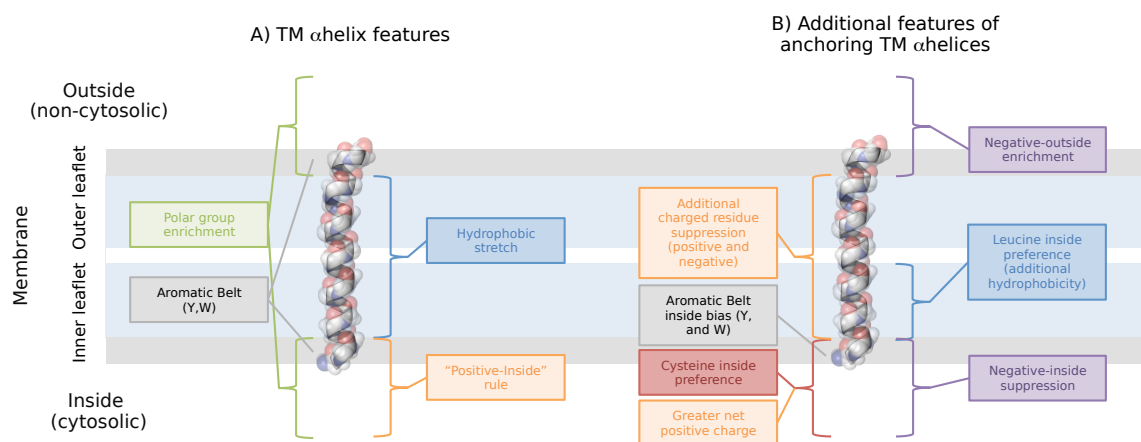 A) TM αhelix features
B) Additional features of
anchoring TM αhelices
Outside
(non-cytosolic)
Membrane
Outer leaflet
Inner leaflet
Inside
(cytosolic)
Polar group
enrichment
Aromatic Belt
(Y,W)
Hydrophobic
stretch
“Positive-Inside”
rule
Additional
charged residue
suppression
(positive and
negative)
Aromatic Belt
inside bias (Y,
and W)
Cysteine inside
preference
Greater net
positive charge
Negative-outside
enrichment
Leucine inside
preference
(additional
hydrophobicity)
Negative-inside
suppression